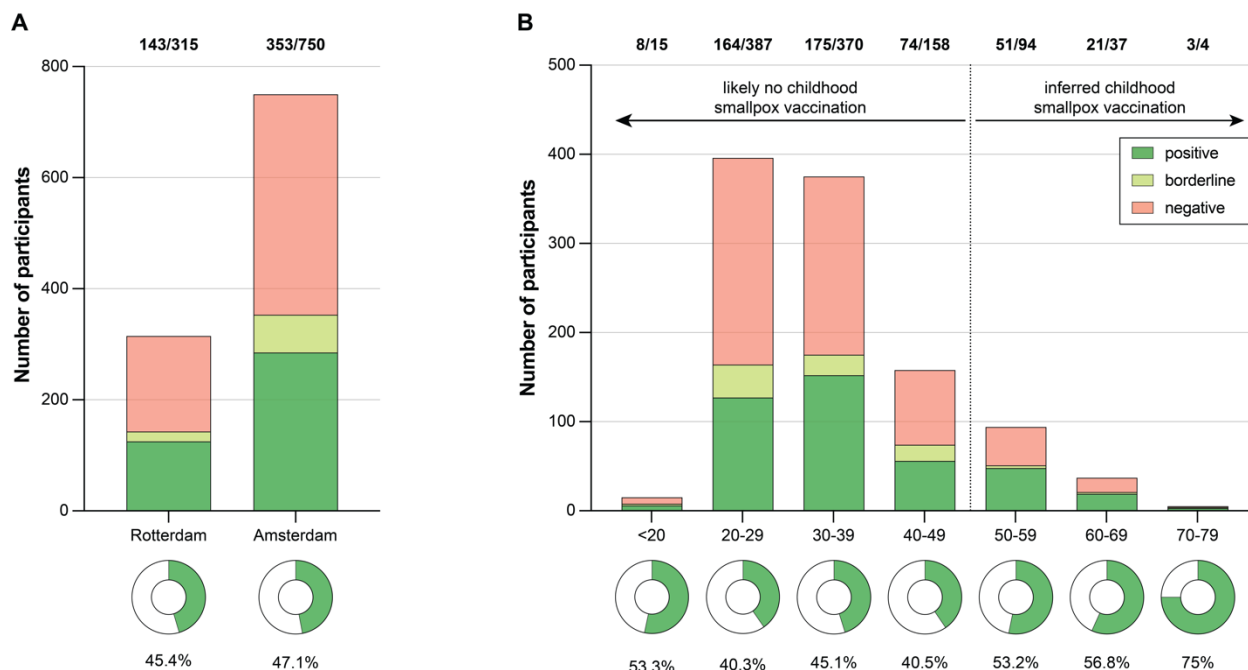 A
143/315 353/750
800
600
400
200
0
Number of participants
Rotterdam Amsterdam
45.4% 47.1%
B
8/15 164/387 175/370 74/158 51/94 21/37 3/4
500
400
300
200
100
0
Number of participants
likely no childhood
smallpox vaccination
inferred childhood
smallpox vaccination
positive
borderline
negative
<20 20-29 30-39 40-49 50-59 60-69 70-79
53.3% 40.3% 45.1% 40.5% 53.2% 56.8% 75%